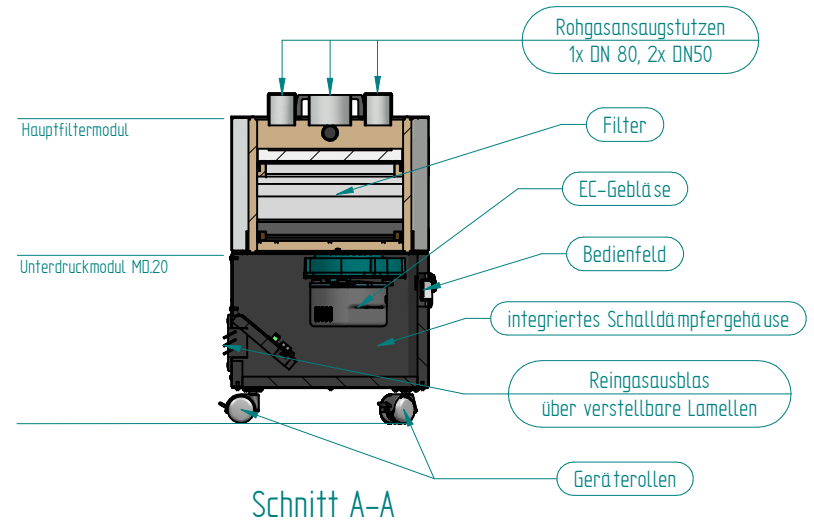 Rohgasansaugstutzen
1x DN 80, 2x DN50
Hauptfiltermodul
Filter
EC-Gebläse
Bedienfeld
Unterdruckmodul MD.20
integriertes Schalldämpfergehäuse
Reingasausblas
über verstellbare Lamellen
Geräterollen
Schnitt A-A